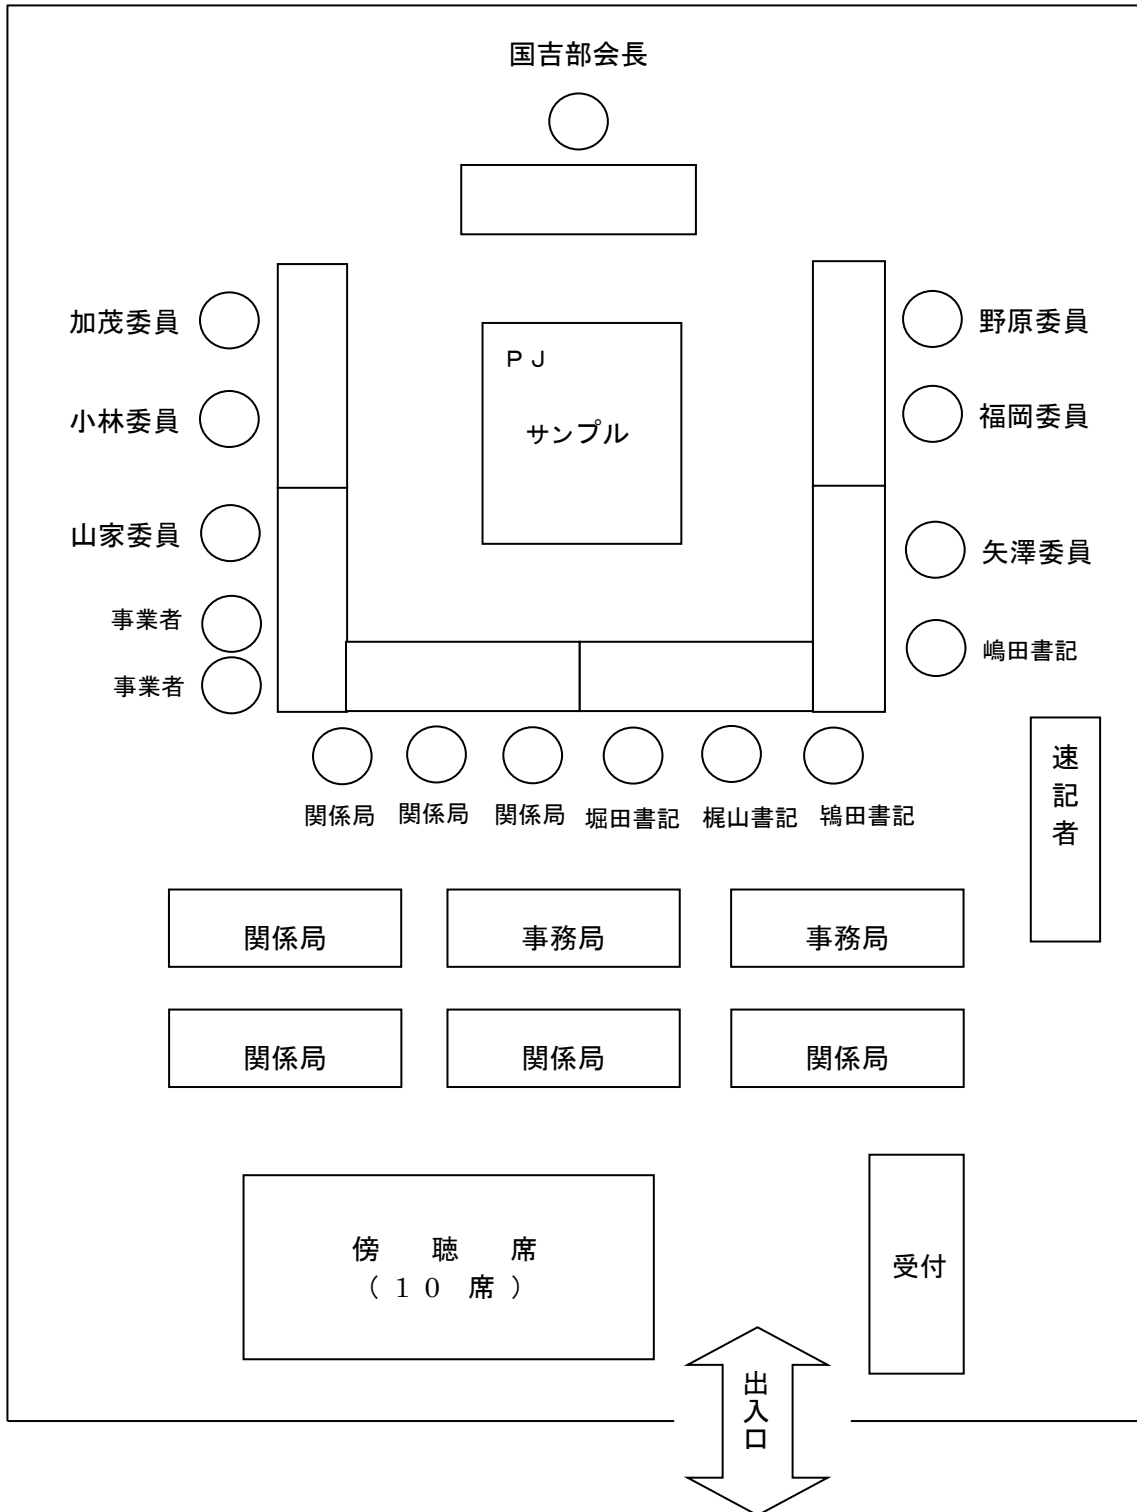 国吉部会長
加茂委員
野原委員
PJ
サンプル
小林委員
福岡委員
山家委員
矢澤委員
事業者
嶋田書記
事業者
関係局
関係局
関係局
堀田書記
梶山書記
鴇田書記
速記者
関係局
事務局
事務局
関係局
関係局
関係局
傍 聴 席
(10 席)
受付
出入口